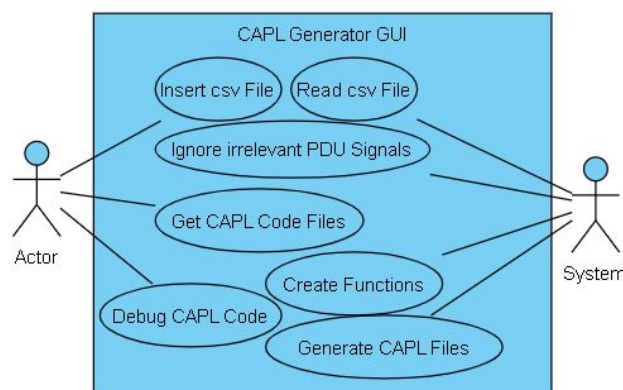 CAPL Generator GUI
Insert csv File
Read csv File
Ignore irrelevant PDU Signals
Get CAPL Code Files
Actor
System
Create Functions
Debug CAPL Code
Generate CAPL Files